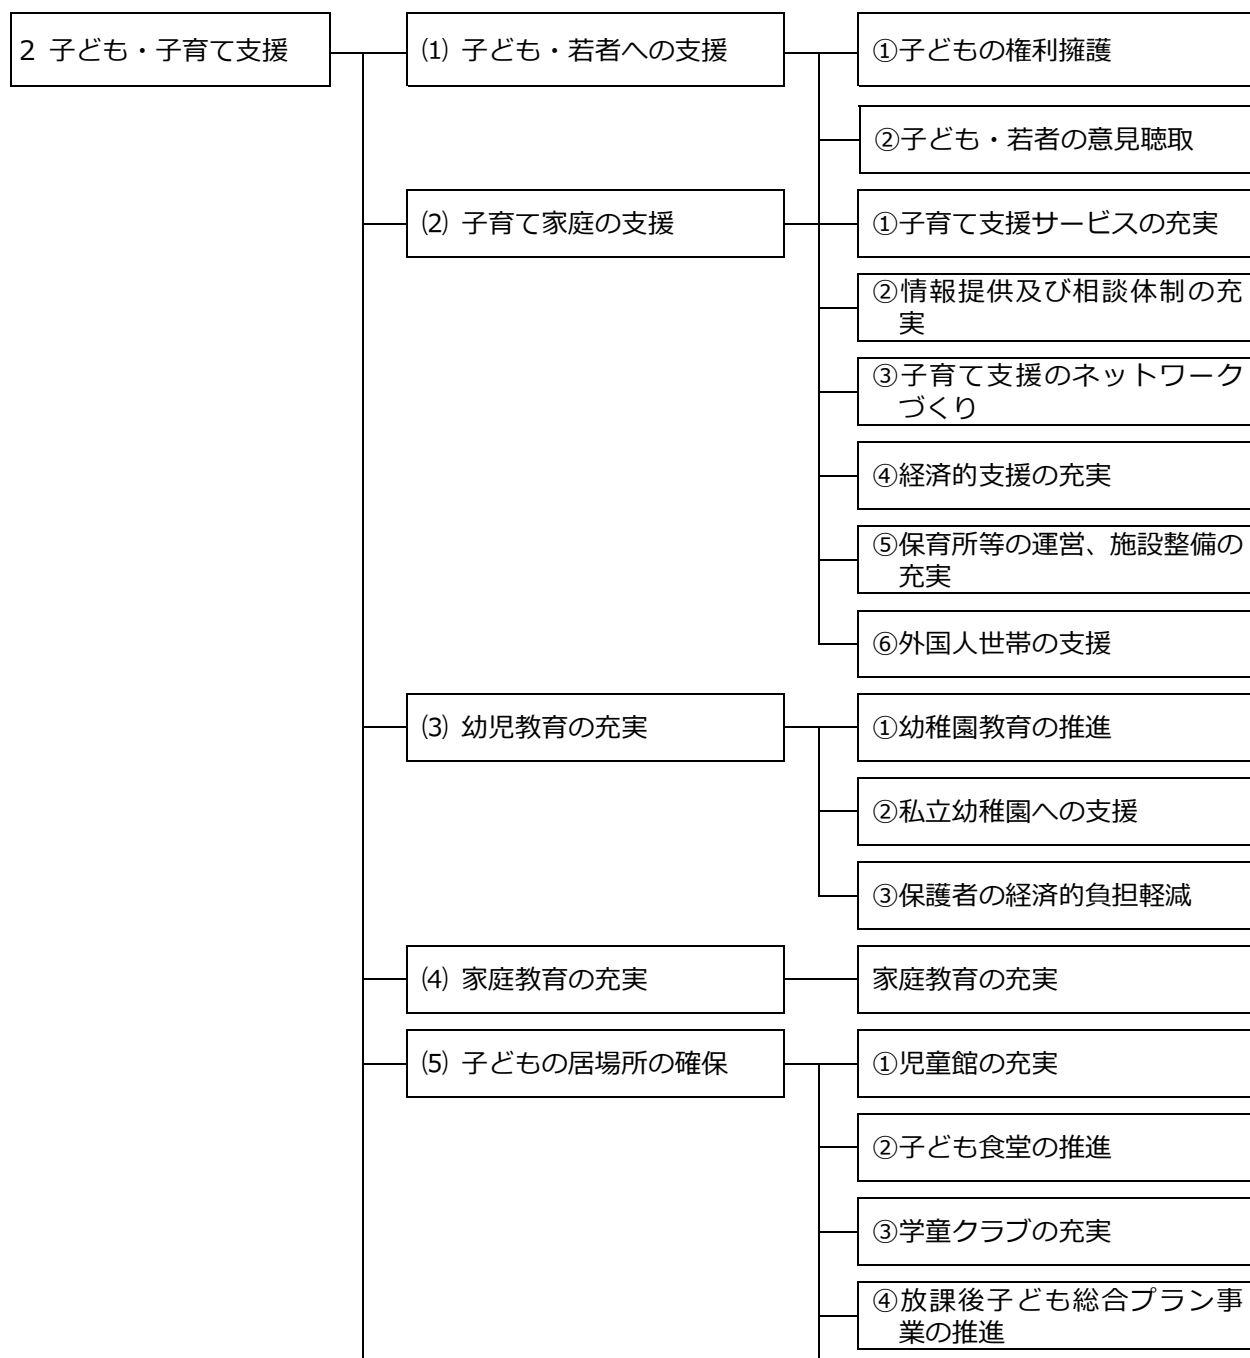 2 子ども・子育て支援
⑴ 子ども・若者への支援
①子どもの権利擁護
②子ども・若者の意見聴取
⑵ 子育て家庭の支援
①子育て支援サービスの充実
②情報提供及び相談体制の充
実
③子育て支援のネットワーク
づくり
④経済的支援の充実
⑤保育所等の運営、施設整備の
充実
⑥外国人世帯の支援
⑶ 幼児教育の充実
①幼稚園教育の推進
②私立幼稚園への支援
③保護者の経済的負担軽減
⑷ 家庭教育の充実
家庭教育の充実
⑸ 子どもの居場所の確保
①児童館の充実
②子ども食堂の推進
③学童クラブの充実
④放課後子ども総合プラン事
業の推進